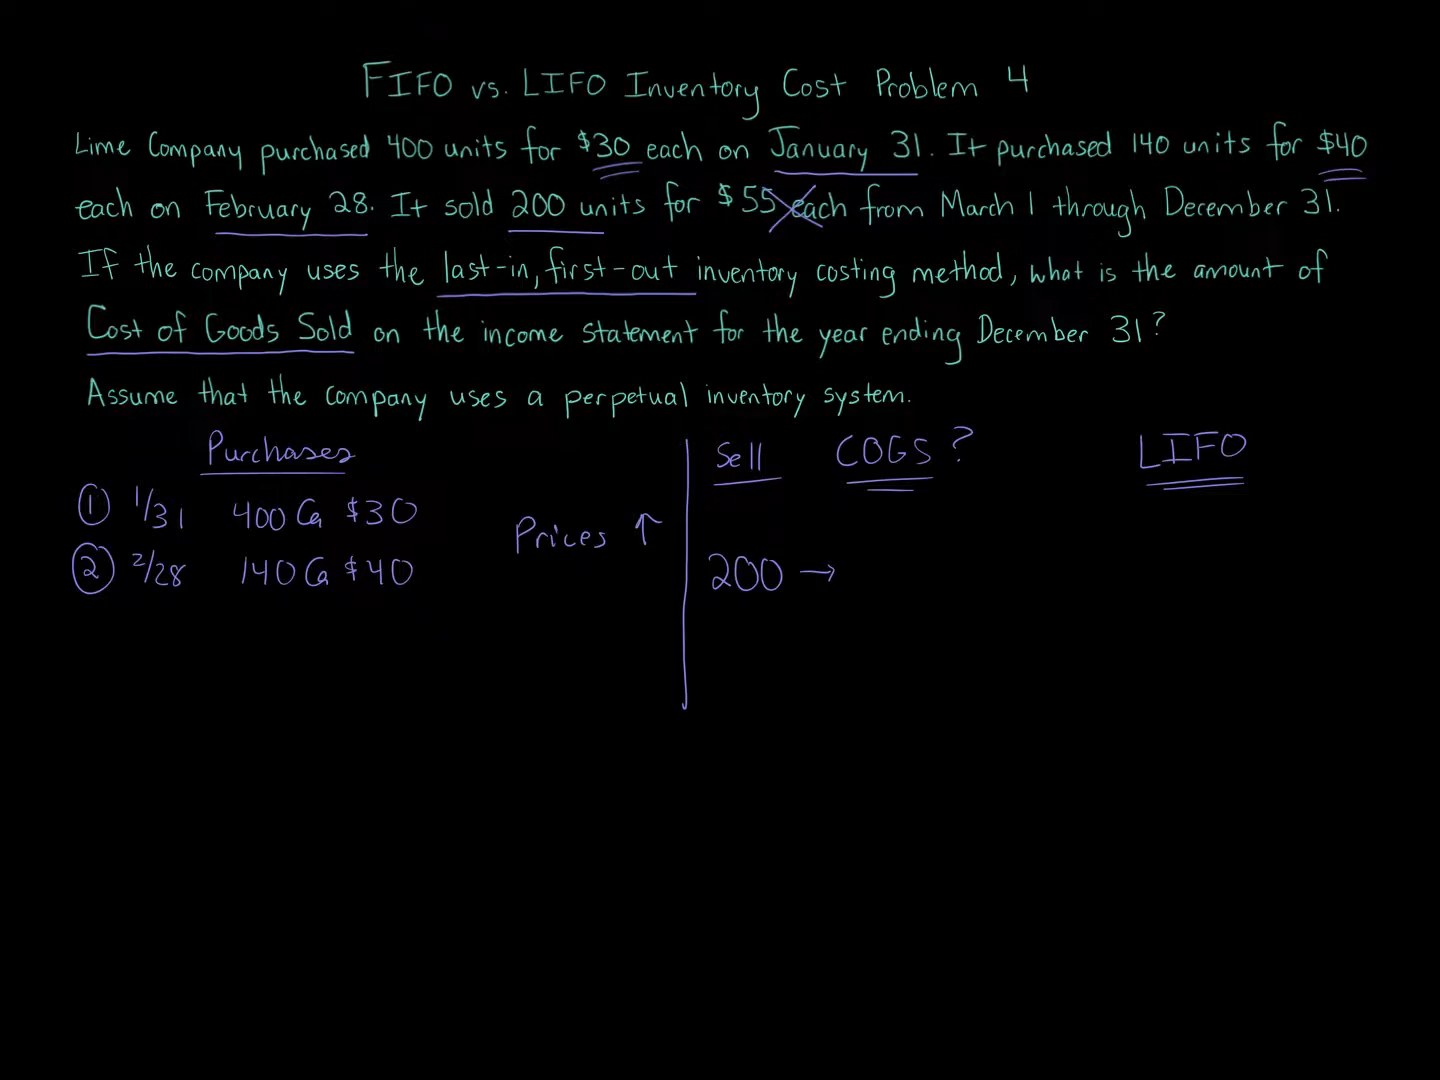 FIFO vs. LIFO Inventory Cost Problem 4
Lime Company purchased 400 units for $30 each on January 31. It purchased 140 units for $40
each on February 28. It sold 200 units for $55 each from March 1 through December 31.
If the company uses the last-in, first-out inventory costing method, what is the amount of
Cost of Goods Sold on the income statement for the year ending December 31?
Assume that the company uses a perpetual inventory system.
Purchases
① 1/31 400 @ $30
② 2/28 140 @ $40
Prices ↑
Sell COGS? LIFO
200 →